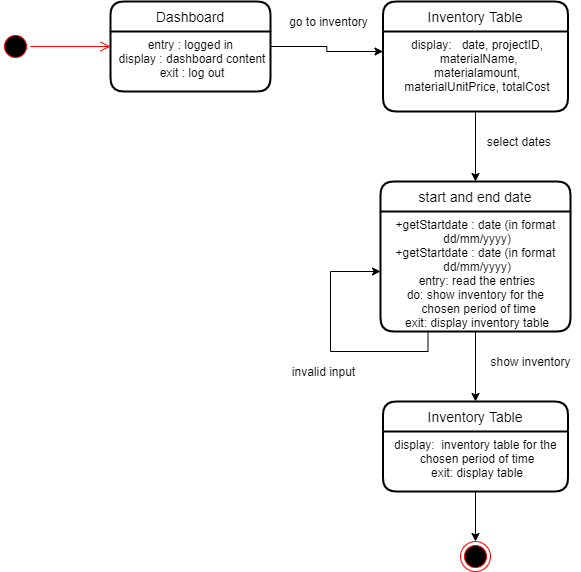 Dashboard
entry : logged in
display : dashboard content
exit : log out
go to inventory
Inventory Table
display:   date, projectID,
materialName,
materialamount,
materialUnitPrice, totalCost
select dates
start and end date
+getStartdate : date (in format
dd/mm/yyyy)
+getStartdate : date (in format
dd/mm/yyyy)
entry: read the entries
do: show inventory for the
chosen period of time
exit: display inventory table
invalid input
show inventory
Inventory Table
display:  inventory table for the
chosen period of time
exit: display table